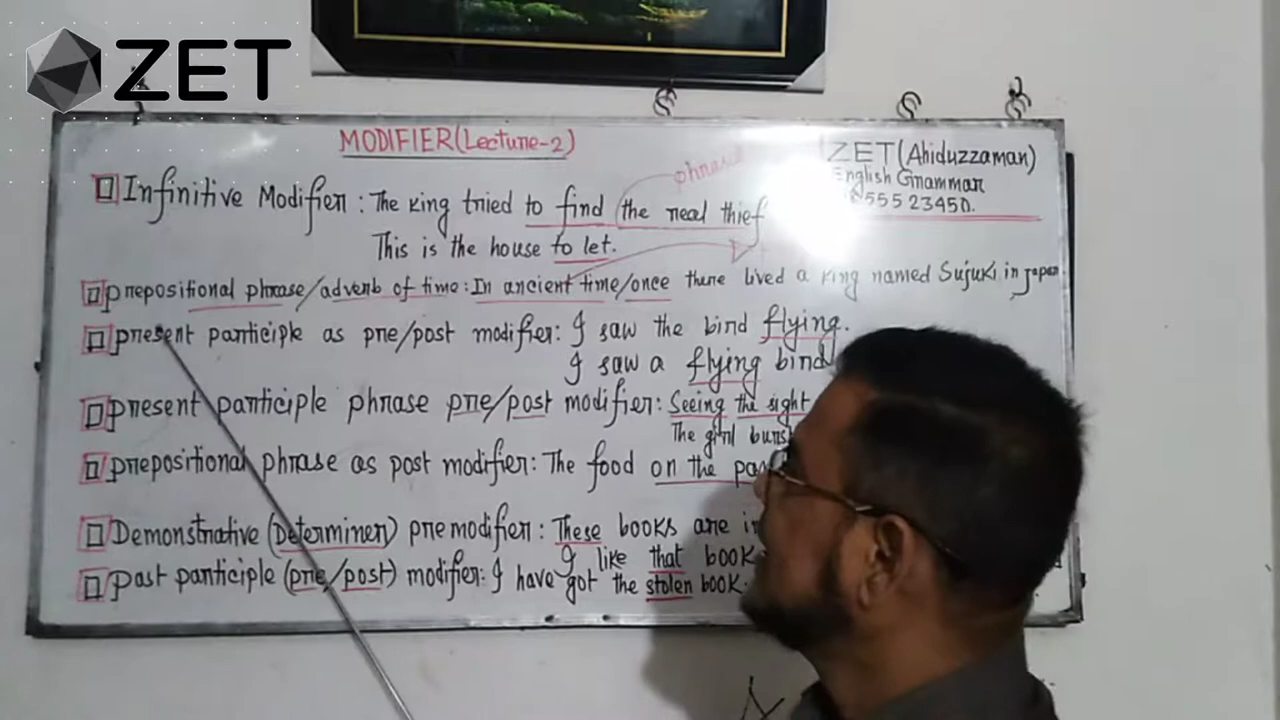 ZET
MODIFIER (Lecture-2)
ZET (Ahiduzzaman)
English Grammar
phrasal
Infinitive Modifier: The king tried to find the real thief
This is the house to let.
prepositional phrase/adverb of time: In ancient time/once there lived a king named Sujuki in japan
present participle as pre/post modifier: I saw the bird flying.
I saw a flying bird
present participle phrase pre/post modifier: Seeing the sight
The girl burst
prepositional phrase as post modifier: The food on the
Demonstrative (Determiner) pre modifier: These books are
I like that book
past participle (pre/post) modifier: I have got the stolen book.